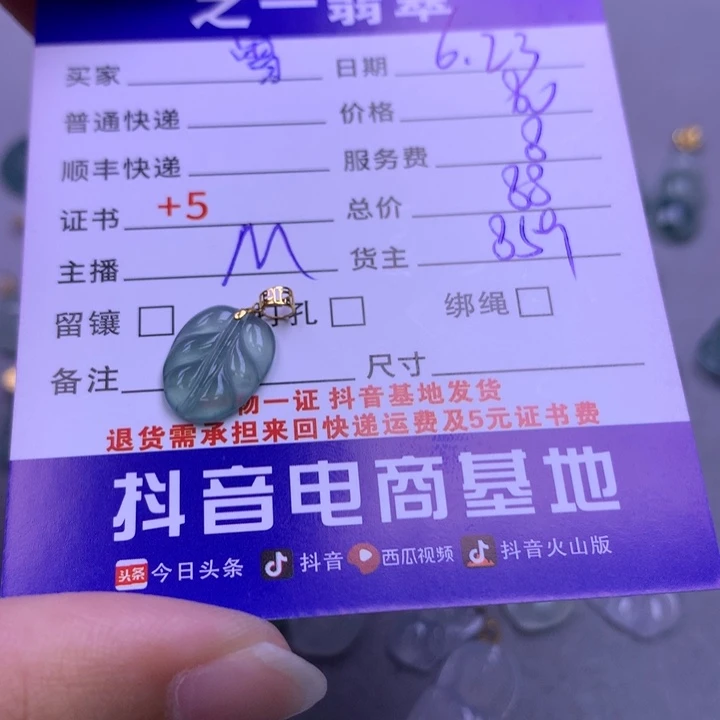 之一翡翠
买家 日期 6.23
普通快递 价格 80
顺丰快递 服务费 8
证书 +5 总价 88
主播 M 货主 859
留镶 孔 绑绳
备注 尺寸
物一证 抖音基地发货
退货需承担来回快递运费及5元证书费
抖音电商基地
头条 今日头条 抖音 西瓜视频 抖音火山版